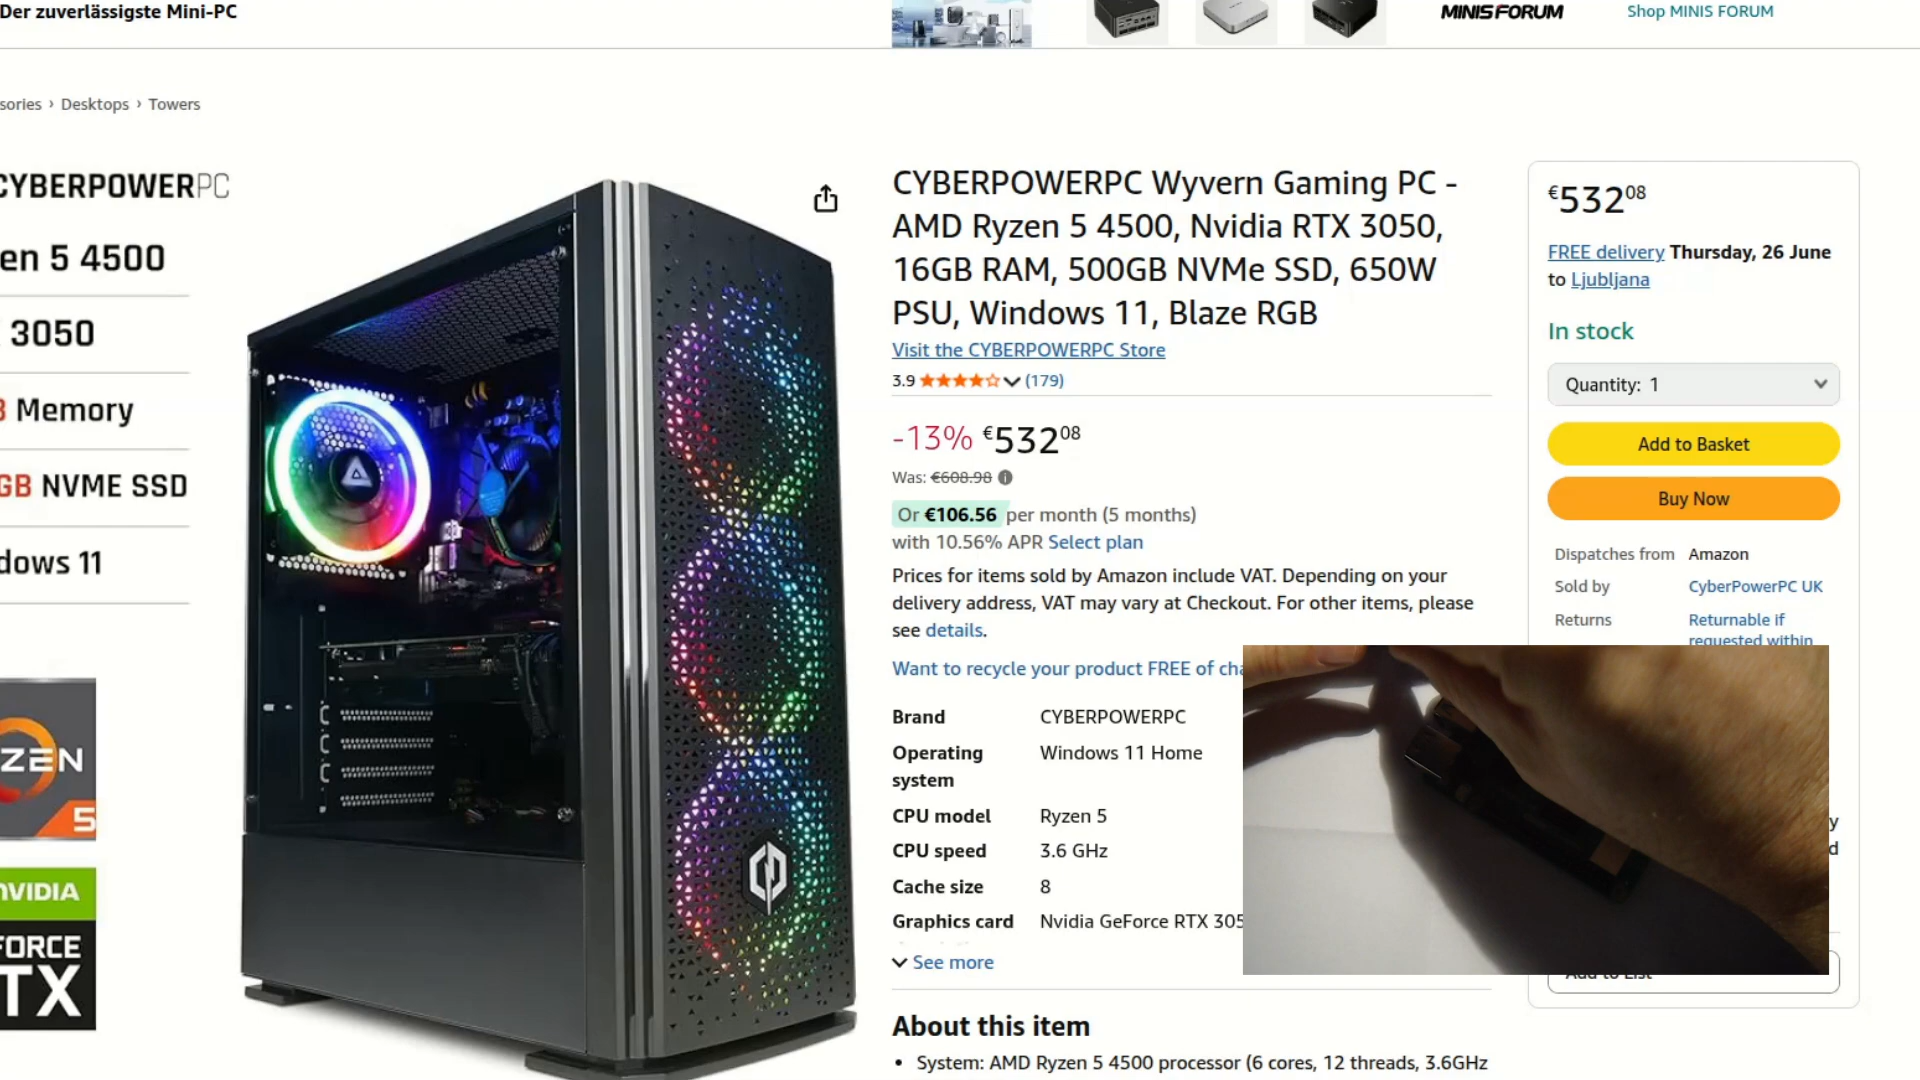 Der zuverlässigste Mini-PC
MINISFORUM
Shop MINIS FORUM
sories › Desktops › Towers
CYBERPOWERPC
en 5 4500
3050
Memory
GB NVME SSD
dows 11
ZEN
5
NVIDIA
FORCE
TX
CYBERPOWERPC Wyvern Gaming PC -
AMD Ryzen 5 4500, Nvidia RTX 3050,
16GB RAM, 500GB NVMe SSD, 650W
PSU, Windows 11, Blaze RGB
Visit the CYBERPOWERPC Store
3.9 (179)
-13% €532 08
Was: €608.98
Or €106.56 per month (5 months)
with 10.56% APR Select plan
Prices for items sold by Amazon include VAT. Depending on your
delivery address, VAT may vary at Checkout. For other items, please
see details.
Want to recycle your product FREE of cha
Brand CYBERPOWERPC
Operating Windows 11 Home
system
CPU model Ryzen 5
CPU speed 3.6 GHz
Cache size 8
Graphics card Nvidia GeForce RTX 305
See more
About this item
• System: AMD Ryzen 5 4500 processor (6 cores, 12 threads, 3.6GHz
€532 08
FREE delivery Thursday, 26 June
to Ljubljana
In stock
Quantity: 1
Add to Basket
Buy Now
Dispatches from Amazon
Sold by CyberPowerPC UK
Returns Returnable if
requested within
y
d
Add to List